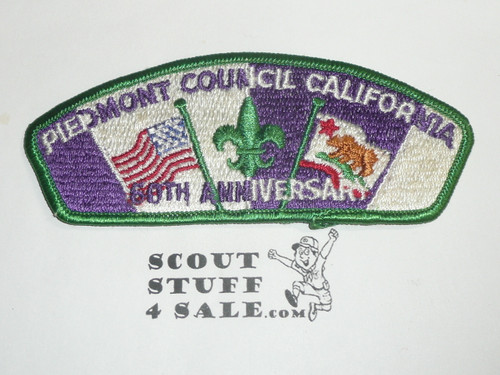 PIEDMONT COUNCIL CALIFORNIA
ANNIVERSARY
SCOUT
STUFF
4 SALE.com